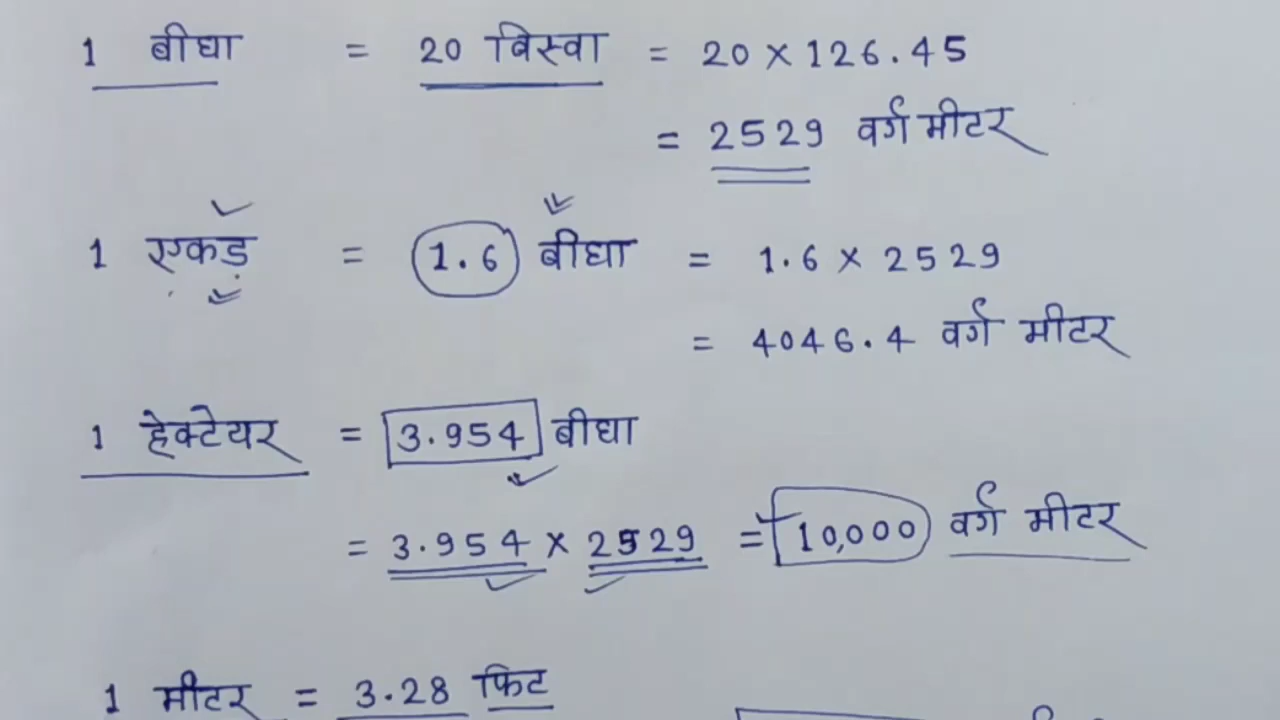 1 बीघा = 20 बिस्वा = 20 × 126.45
= 2529 वर्ग मीटर
1 एकड = 1.6 बीघा = 1.6 × 2529
= 4046.4 वर्ग मीटर
1 हेक्टेयर = 3.954 बीघा
= 3.954 × 2529 = 10,000 वर्ग मीटर
1 मीटर = 3.28 फिट